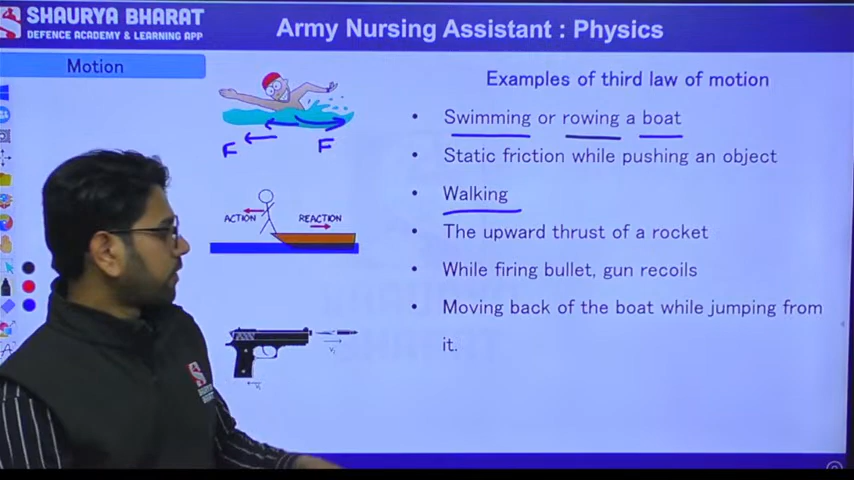 SHAURYA BHARAT
DEFENCE ACADEMY & LEARNING APP
Army Nursing Assistant : Physics
Motion
Examples of third law of motion
• Swimming or rowing a boat
• Static friction while pushing an object
• Walking
• The upward thrust of a rocket
• While firing bullet, gun recoils
• Moving back of the boat while jumping from
it.
F F
ACTION REACTION